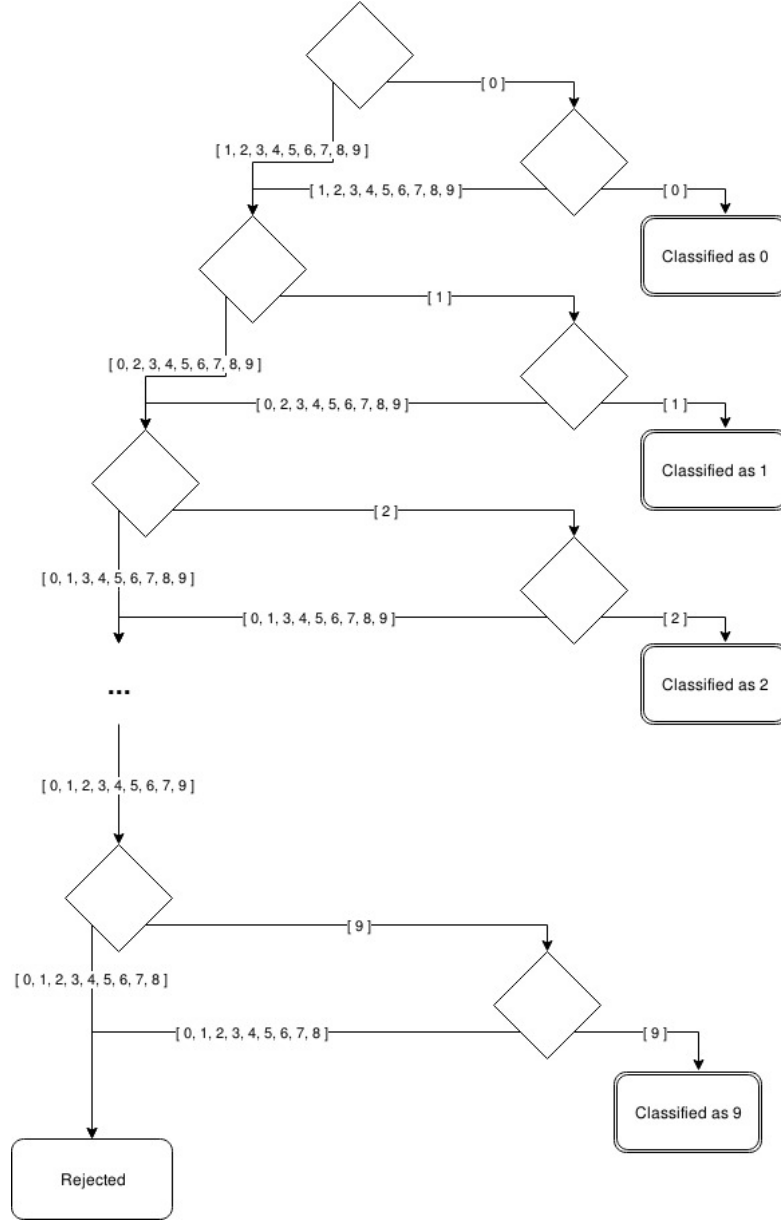 [ 0 ]
[ 1, 2, 3, 4, 5, 6, 7, 8, 9 ]
[ 1, 2, 3, 4, 5, 6, 7, 8, 9 ]
[ 0 ]
Classified as 0
[ 1 ]
[ 0, 2, 3, 4, 5, 6, 7, 8, 9 ]
[ 0, 2, 3, 4, 5, 6, 7, 8, 9 ]
[ 1 ]
Classified as 1
[ 2 ]
[ 0, 1, 3, 4, 5, 6, 7, 8, 9 ]
[ 0, 1, 3, 4, 5, 6, 7, 8, 9 ]
[ 2 ]
Classified as 2
...
[ 0, 1, 2, 3, 4, 5, 6, 7, 9 ]
[ 9 ]
[ 0, 1, 2, 3, 4, 5, 6, 7, 8 ]
[ 0, 1, 2, 3, 4, 5, 6, 7, 8 ]
[ 9 ]
Classified as 9
Rejected